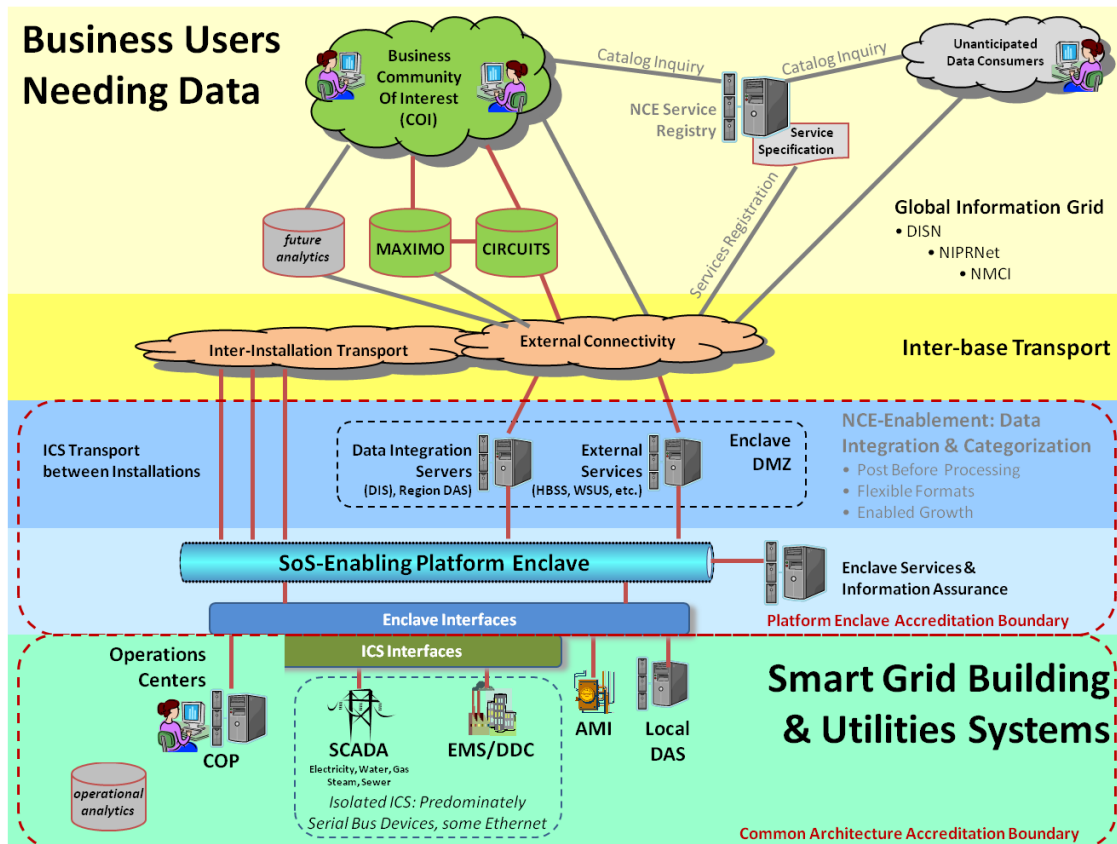 Business Users
Needing Data
Business
Community
Of Interest
(COI)
Catalog Inquiry
Catalog Inquiry
Unanticipated
Data Consumers
NCE Service
Registry
Service
Specification
Services Registration
Global Information Grid
• DISN
• NIPRNet
• NMCI
future
analytics
MAXIMO
CIRCUITS
Inter-Installation Transport
External Connectivity
Inter-base Transport
ICS Transport
between Installations
Data Integration
Servers
(DIS), Region DAS)
External
Services
(HBSS, WSUS, etc.)
Enclave
DMZ
NCE-Enablement: Data
Integration & Categorization
• Post Before Processing
• Flexible Formats
• Enabled Growth
SoS-Enabling Platform Enclave
Enclave Services &
Information Assurance
Enclave Interfaces
Platform Enclave Accreditation Boundary
ICS Interfaces
Operations
Centers
COP
SCADA
Electricity, Water, Gas
Steam, Sewer
EMS/DDC
AMI
Local
DAS
Smart Grid Building
& Utilities Systems
operational
analytics
Isolated ICS: Predominately
Serial Bus Devices, some Ethernet
Common Architecture Accreditation Boundary